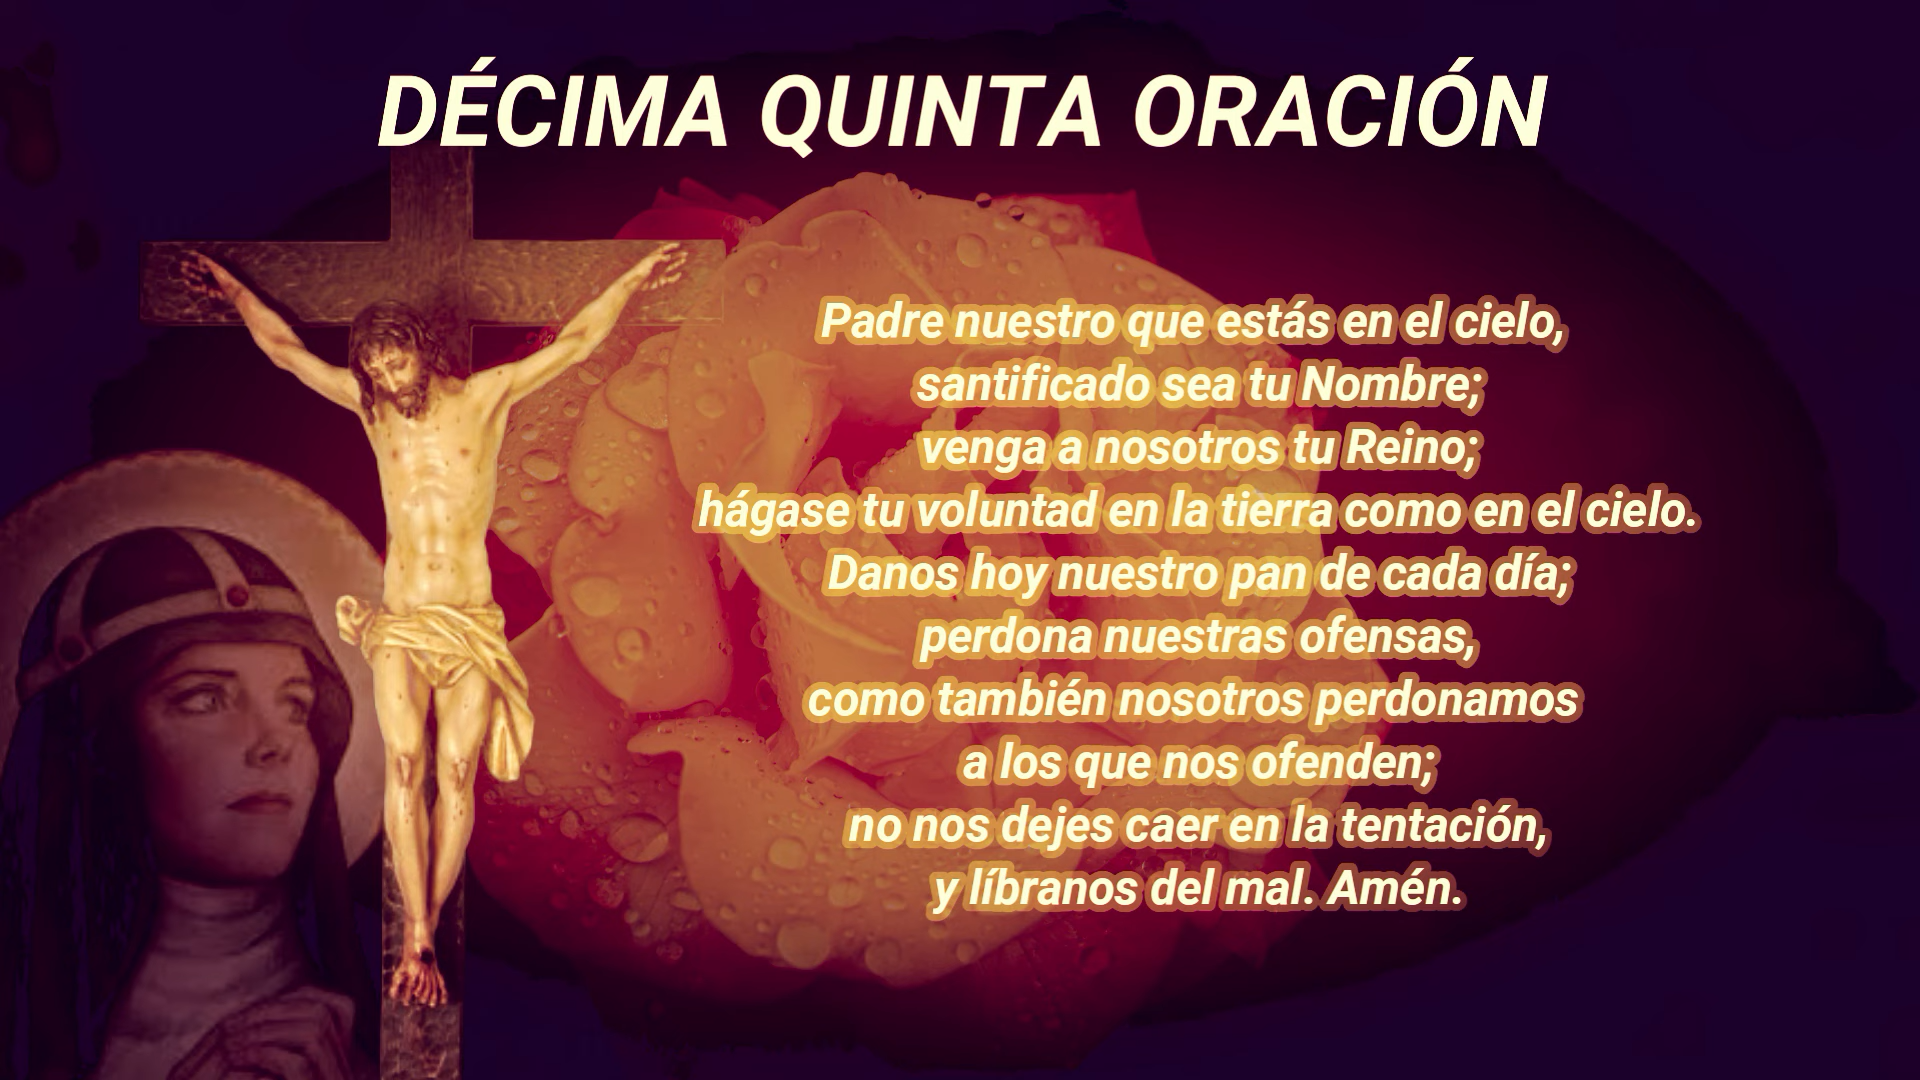 DÉCIMA QUINTA ORACIÓN
Padre nuestro que estás en el cielo,
santificado sea tu Nombre;
venga a nosotros tu Reino;
hágase tu voluntad en la tierra como en el cielo.
Danos hoy nuestro pan de cada día;
perdona nuestras ofensas,
como también nosotros perdonamos
a los que nos ofenden;
no nos dejes caer en la tentación,
y líbranos del mal. Amén.